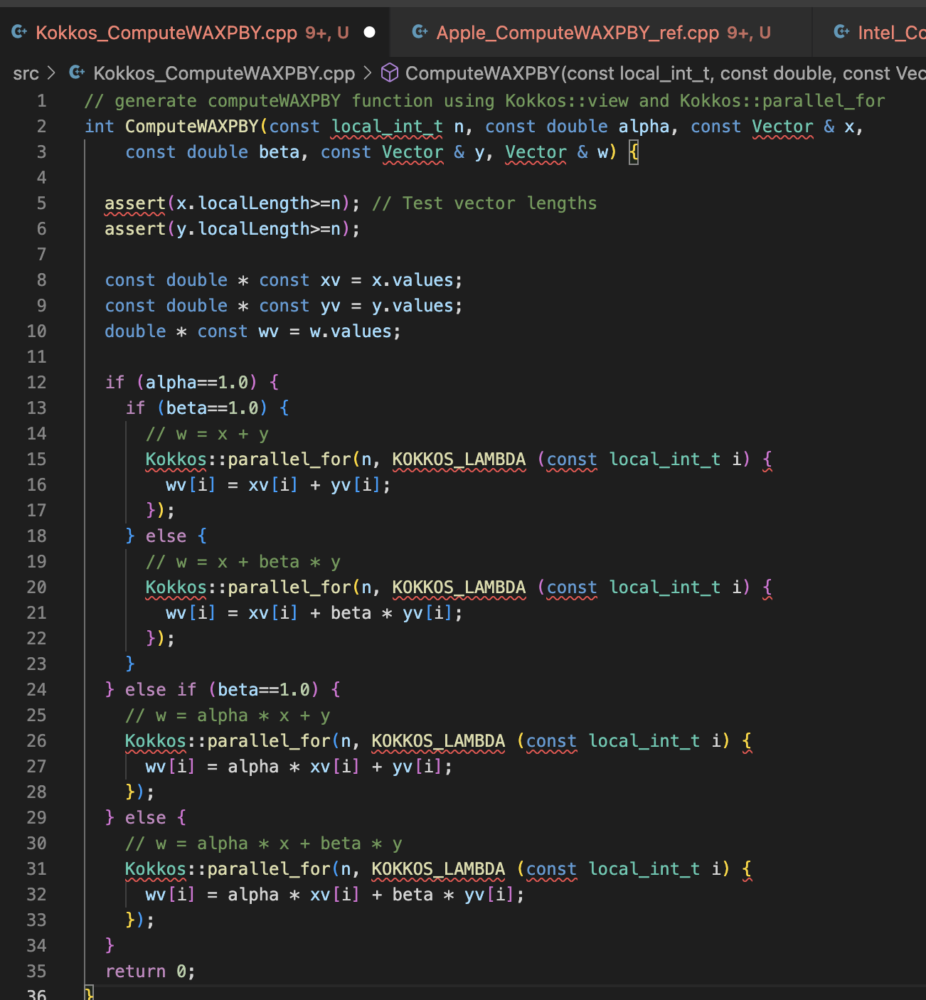 Kokkos_ComputeWAXPBY.cpp 9+, U Apple_ComputeWAXPBY_ref.cpp 9+, U Intel_Co
src > Kokkos_ComputeWAXPBY.cpp > ComputeWAXPBY(const local_int_t, const double, const Vec
1 // generate computeWAXPBY function using Kokkos::view and Kokkos::parallel_for
2 int ComputeWAXPBY(const local_int_t n, const double alpha, const Vector & x,
3     const double beta, const Vector & y, Vector & w) {
4
5   assert(x.localLength>=n); // Test vector lengths
6   assert(y.localLength>=n);
7
8   const double * const xv = x.values;
9   const double * const yv = y.values;
10   double * const wv = w.values;
11
12   if (alpha==1.0) {
13     if (beta==1.0) {
14       // w = x + y
15       Kokkos::parallel_for(n, KOKKOS_LAMBDA (const local_int_t i) {
16         wv[i] = xv[i] + yv[i];
17       });
18     } else {
19       // w = x + beta * y
20       Kokkos::parallel_for(n, KOKKOS_LAMBDA (const local_int_t i) {
21         wv[i] = xv[i] + beta * yv[i];
22       });
23     }
24   } else if (beta==1.0) {
25     // w = alpha * x + y
26     Kokkos::parallel_for(n, KOKKOS_LAMBDA (const local_int_t i) {
27       wv[i] = alpha * xv[i] + yv[i];
28     });
29   } else {
30     // w = alpha * x + beta * y
31     Kokkos::parallel_for(n, KOKKOS_LAMBDA (const local_int_t i) {
32       wv[i] = alpha * xv[i] + beta * yv[i];
33     });
34   }
35   return 0;
36 }